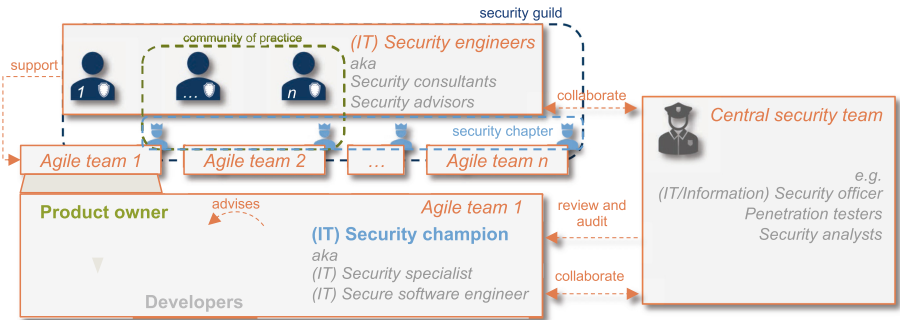 security guild
community of practice
(IT) Security engineers
aka
Security consultants
Security advisors
1
...
n
support
collaborate
security chapter
Agile team 1
Agile team 2
...
Agile team n
Central security team
e.g.
(IT/Information) Security officer
Penetration testers
Security analysts
Product owner
advises
Agile team 1
(IT) Security champion
aka
(IT) Security specialist
(IT) Secure software engineer
Developers
review and
audit
collaborate